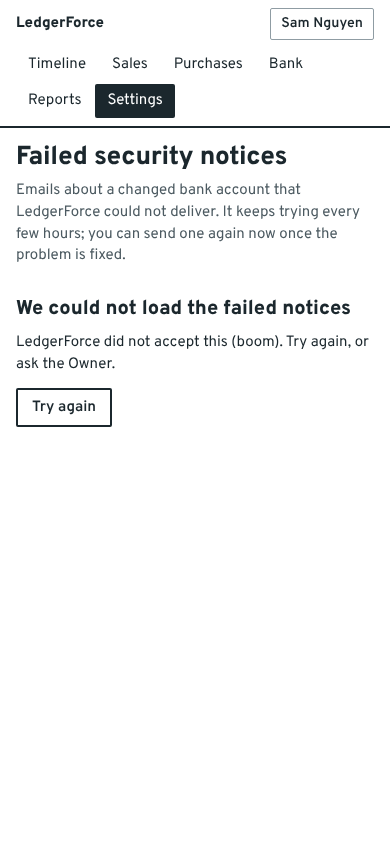 LedgerForce
Sam Nguyen
Timeline Sales Purchases Bank
Reports Settings
Failed security notices
Emails about a changed bank account that
LedgerForce could not deliver. It keeps trying every
few hours; you can send one again now once the
problem is fixed.
We could not load the failed notices
LedgerForce did not accept this (boom). Try again, or
ask the Owner.
Try again